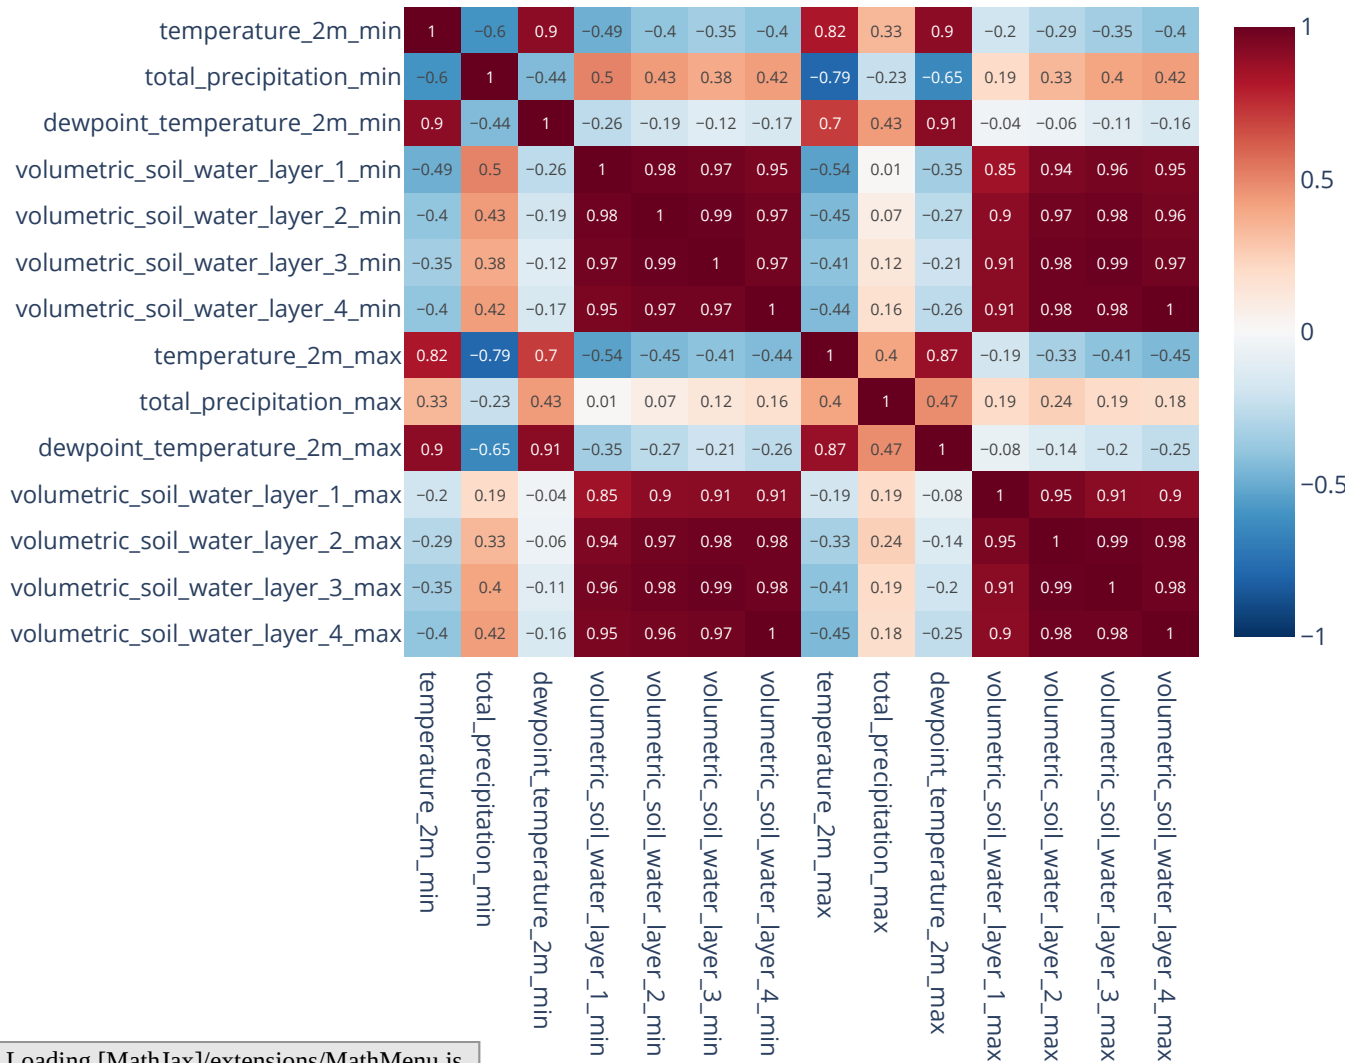 temperature_2m_min 1 −0.6 0.9 −0.49 −0.4 −0.35 −0.4 0.82 0.33 0.9 −0.2 −0.29 −0.35 −0.4
total_precipitation_min −0.6 1 −0.44 0.5 0.43 0.38 0.42 −0.79 −0.23 −0.65 0.19 0.33 0.4 0.42
dewpoint_temperature_2m_min 0.9 −0.44 1 −0.26 −0.19 −0.12 −0.17 0.7 0.43 0.91 −0.04 −0.06 −0.11 −0.16
volumetric_soil_water_layer_1_min −0.49 0.5 −0.26 1 0.98 0.97 0.95 −0.54 0.01 −0.35 0.85 0.94 0.96 0.95
volumetric_soil_water_layer_2_min −0.4 0.43 −0.19 0.98 1 0.99 0.97 −0.45 0.07 −0.27 0.9 0.97 0.98 0.96
volumetric_soil_water_layer_3_min −0.35 0.38 −0.12 0.97 0.99 1 0.97 −0.41 0.12 −0.21 0.91 0.98 0.99 0.97
volumetric_soil_water_layer_4_min −0.4 0.42 −0.17 0.95 0.97 0.97 1 −0.44 0.16 −0.26 0.91 0.98 0.98 1
temperature_2m_max 0.82 −0.79 0.7 −0.54 −0.45 −0.41 −0.44 1 0.4 0.87 −0.19 −0.33 −0.41 −0.45
total_precipitation_max 0.33 −0.23 0.43 0.01 0.07 0.12 0.16 0.4 1 0.47 0.19 0.24 0.19 0.18
dewpoint_temperature_2m_max 0.9 −0.65 0.91 −0.35 −0.27 −0.21 −0.26 0.87 0.47 1 −0.08 −0.14 −0.2 −0.25
volumetric_soil_water_layer_1_max −0.2 0.19 −0.04 0.85 0.9 0.91 0.91 −0.19 0.19 −0.08 1 0.95 0.91 0.9
volumetric_soil_water_layer_2_max −0.29 0.33 −0.06 0.94 0.97 0.98 0.98 −0.33 0.24 −0.14 0.95 1 0.99 0.98
volumetric_soil_water_layer_3_max −0.35 0.4 −0.11 0.96 0.98 0.99 0.98 −0.41 0.19 −0.2 0.91 0.99 1 0.98
volumetric_soil_water_layer_4_max −0.4 0.42 −0.16 0.95 0.96 0.97 1 −0.45 0.18 −0.25 0.9 0.98 0.98 1
temperature_2m_min
total_precipitation_min
dewpoint_temperature_2m_min
volumetric_soil_water_layer_1_min
volumetric_soil_water_layer_2_min
volumetric_soil_water_layer_3_min
volumetric_soil_water_layer_4_min
temperature_2m_max
total_precipitation_max
dewpoint_temperature_2m_max
volumetric_soil_water_layer_1_max
volumetric_soil_water_layer_2_max
volumetric_soil_water_layer_3_max
volumetric_soil_water_layer_4_max
1
0.5
0
−0.5
−1
Loading [MathJax]/extensions/MathMenu.js